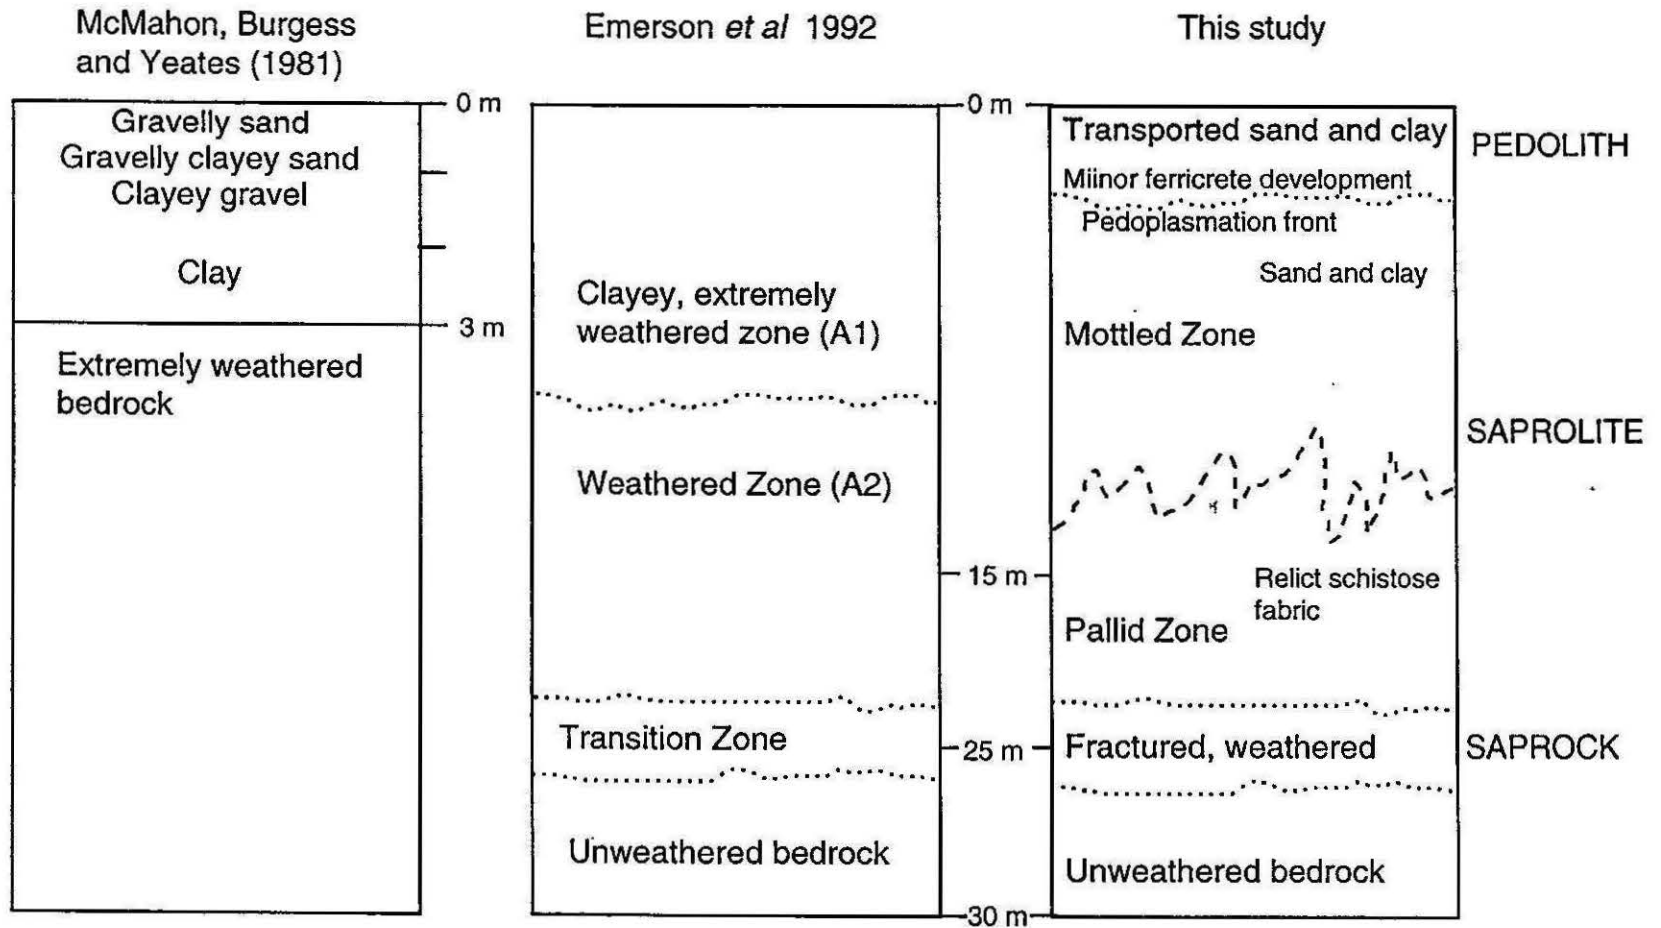 McMahon, Burgess
and Yeates (1981)
Gravelly sand
Gravelly clayey sand
Clayey gravel
Clay
Extremely weathered
bedrock
0 m
3 m
Emerson et al 1992
Clayey, extremely
weathered zone (A1)
Weathered Zone (A2)
Transition Zone
Unweathered bedrock
0 m
15 m
25 m
30 m
This study
Transported sand and clay
Miinor ferricrete development
Pedoplasmation front
Sand and clay
Mottled Zone
Relict schistose
fabric
Pallid Zone
Fractured, weathered
Unweathered bedrock
PEDOLITH
SAPROLITE
SAPROCK